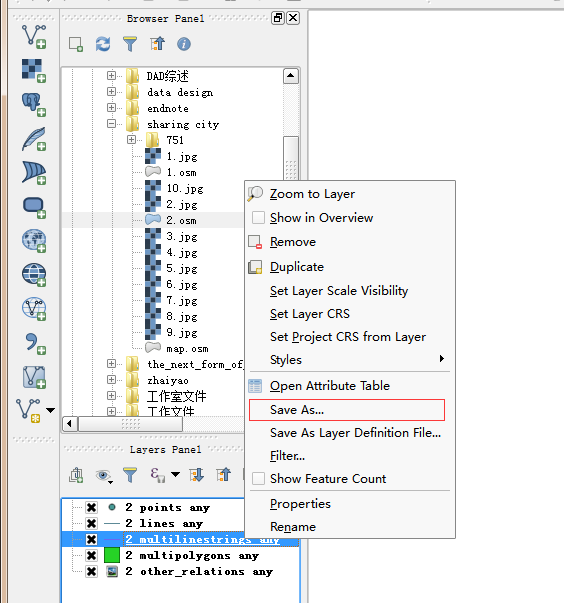 Browser Panel
DAD综述
data design
endnote
sharing city
751
1.jpg
1.osm
10.jpg
2.jpg
2.osm
3.jpg
4.jpg
5.jpg
6.jpg
7.jpg
8.jpg
9.jpg
map.osm
the_next_form_of_
zhaiyao
工作室文件
工作文件
Zoom to Layer
Show in Overview
Remove
Duplicate
Set Layer Scale Visibility
Set Layer CRS
Set Project CRS from Layer
Styles
Open Attribute Table
Save As...
Save As Layer Definition File...
Filter...
Show Feature Count
Properties
Rename
Layers Panel
2 points any
2 lines any
2 multilinestrings any
2 multipolygons any
2 other_relations any